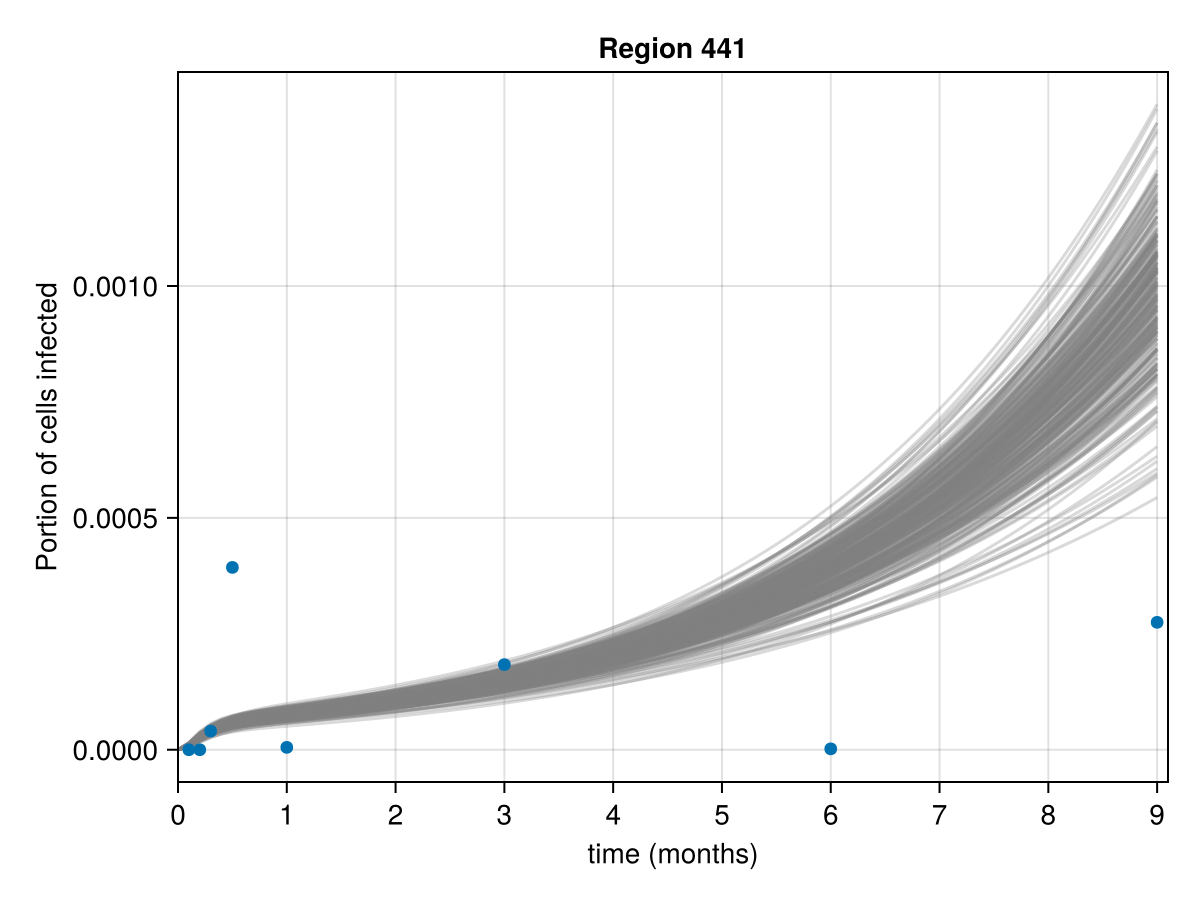 Region 441
Portion of cells infected
0.0010
0.0005
0.0000
0 1 2 3 4 5 6 7 8 9
time (months)